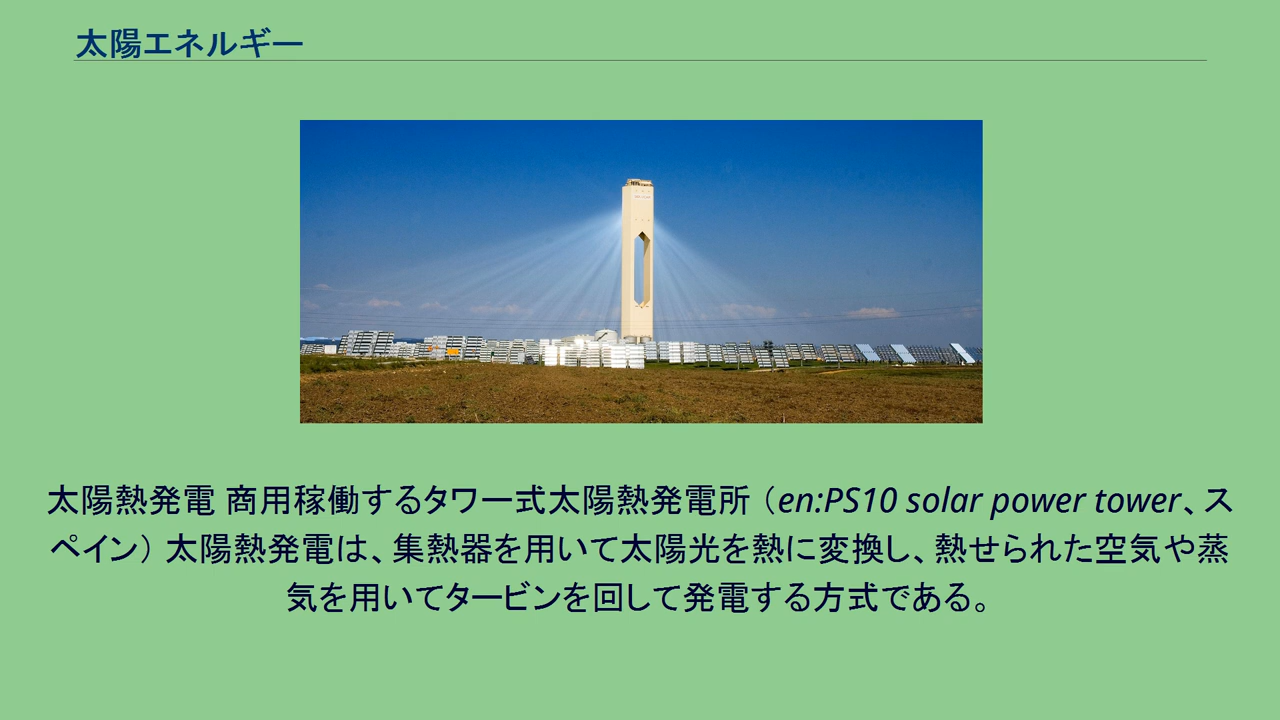 太陽エネルギー
太陽熱発電 商用稼働するタワー式太陽熱発電所（en:PS10 solar power tower、ス
ペイン）太陽熱発電は、集熱器を用いて太陽光を熱に変換し、熱せられた空気や蒸
気を用いてタービンを回して発電する方式である。